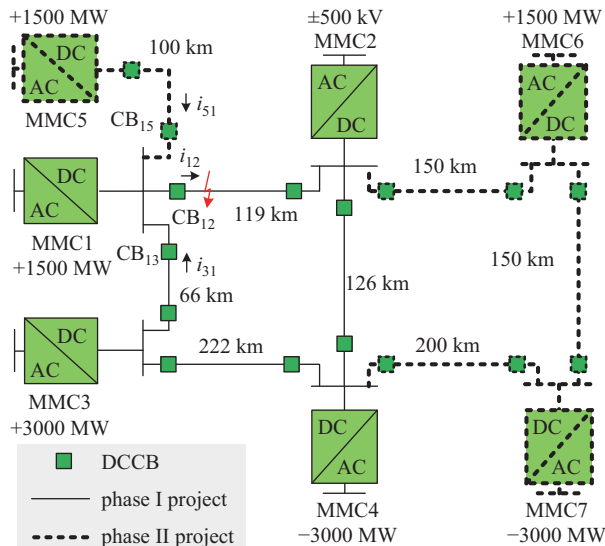 +1500 MW
±500 kV
+1500 MW
100 km
MMC2
MMC6
DC
AC
AC
DC
DC
AC
MMC5
CB15
i51
i12
150 km
DC
AC
CB12
119 km
MMC1
+1500 MW
CB13
i31
126 km
150 km
66 km
DC
AC
222 km
200 km
MMC3
+3000 MW
DC
AC
DC
AC
DCCB
phase I project
phase II project
MMC4
−3000 MW
MMC7
−3000 MW